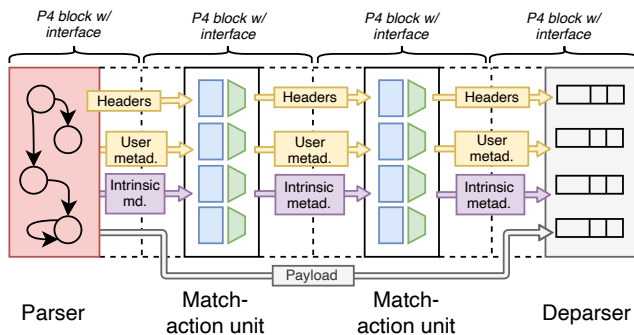 P4 block w/
interface
P4 block w/
interface
P4 block w/
interface
P4 block w/
interface
Headers
Headers
Headers
User
metad.
User
metad.
User
metad.
Intrinsic
md.
Intrinsic
metad.
Intrinsic
metad.
Payload
Parser
Match-
action unit
Match-
action unit
Deparser